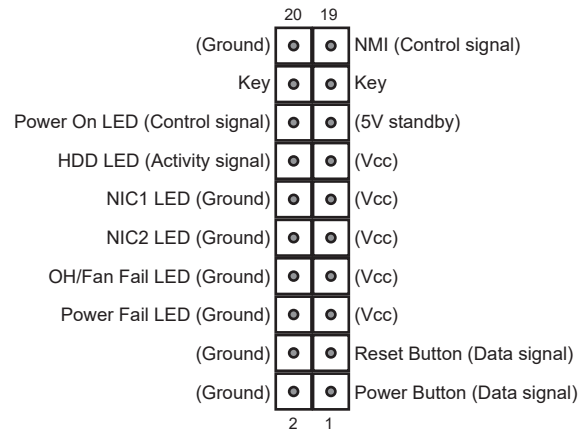 20 19
(Ground) NMI (Control signal)
Key Key
Power On LED (Control signal) (5V standby)
HDD LED (Activity signal) (Vcc)
NIC1 LED (Ground) (Vcc)
NIC2 LED (Ground) (Vcc)
OH/Fan Fail LED (Ground) (Vcc)
Power Fail LED (Ground) (Vcc)
(Ground) Reset Button (Data signal)
(Ground) Power Button (Data signal)
2 1